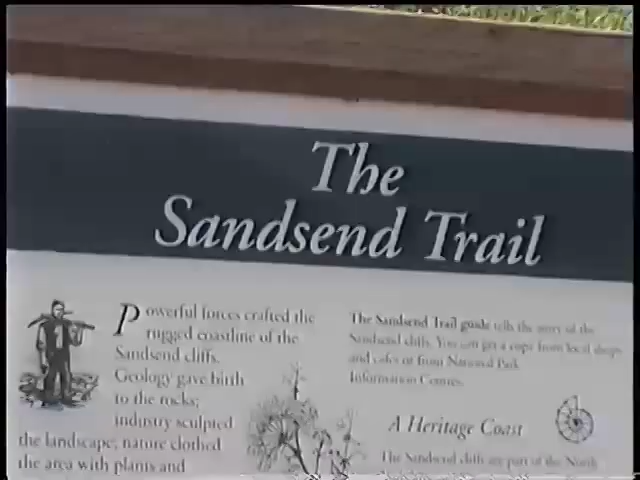 The
Sandsend Trail
Powerful forces crafted the
rugged coastline of the
Sandsend cliffs.
Geology gave birth
to the rocks;
industry sculpted
the landscape; nature clothed
the area with plants and
The Sandsend Trail guide tells the story of the
Sandsend cliffs. You can get a copy from local shops
and cafes or from National Park
Information Centres.
A Heritage Coast
The Sandsend cliffs are part of the North